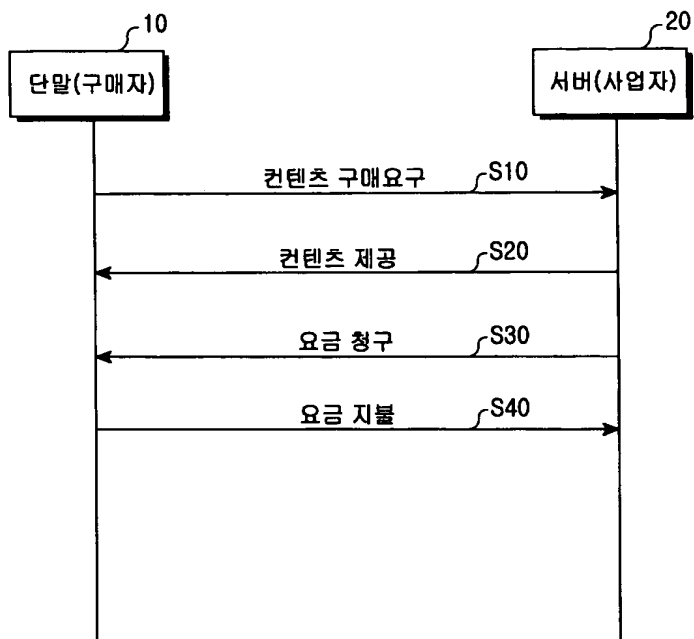 10
20
단말(구매자)
서버(사업자)
컨텐츠 구매요구
S10
컨텐츠 제공
S20
요금 청구
S30
요금 지불
S40